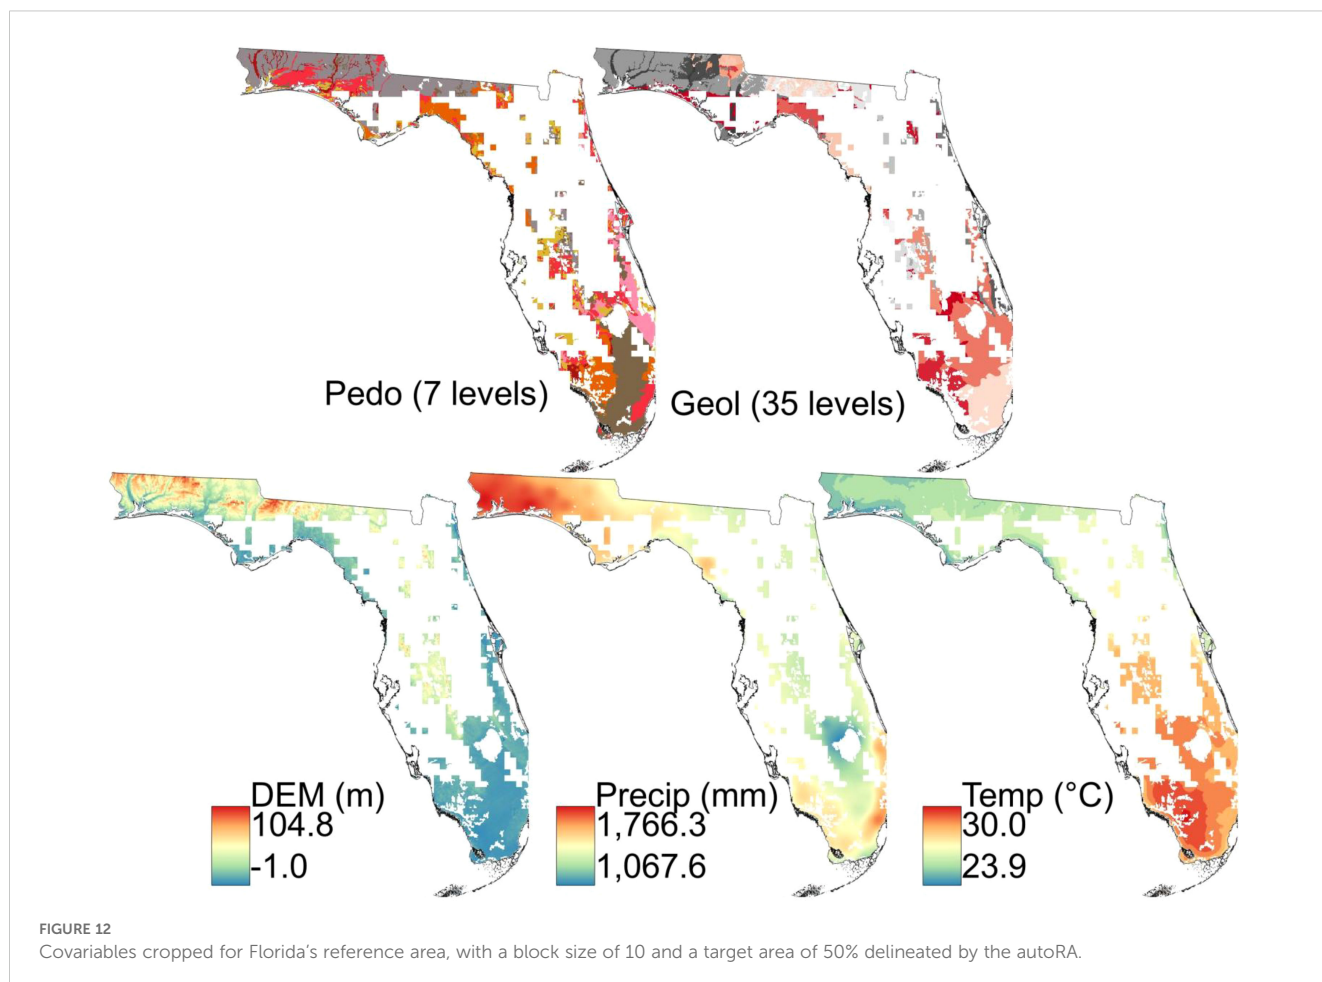 Pedo (7 levels)
Geol (35 levels)
DEM (m)
104.8
-1.0
Precip (mm)
1,766.3
1,067.6
Temp (°C)
30.0
23.9
FIGURE 12
Covariables cropped for Florida's reference area, with a block size of 10 and a target area of 50% delineated by the autoRA.